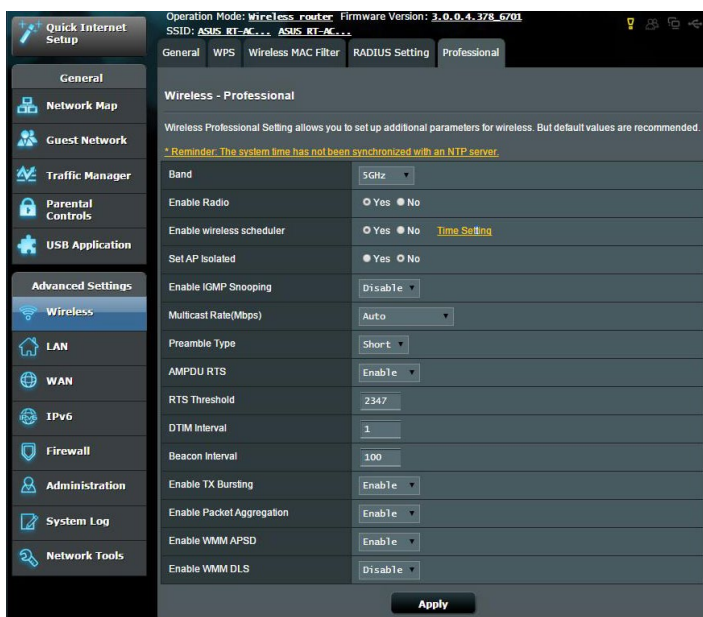 Quick Internet
Setup
General
Network Map
Guest Network
Traffic Manager
Parental
Controls
USB Application
Advanced Settings
Wireless
LAN
WAN
IPv6
Firewall
Administration
System Log
Network Tools
Operation Mode: Wireless router Firmware Version: 3.0.0.4.378_6701
SSID: ASUS RT-AC... ASUS RT-AC...
General WPS Wireless MAC Filter RADIUS Setting Professional
Wireless - Professional
Wireless Professional Setting allows you to set up additional parameters for wireless. But default values are recommended.
* Reminder: The system time has not been synchronized with an NTP server.
Band 5GHz
Enable Radio Yes No
Enable wireless scheduler Yes No Time Setting
Set AP Isolated Yes No
Enable IGMP Snooping Disable
Multicast Rate(Mbps) Auto
Preamble Type Short
AMPDU RTS Enable
RTS Threshold 2347
DTIM Interval 1
Beacon Interval 100
Enable TX Bursting Enable
Enable Packet Aggregation Enable
Enable WMM APSD Enable
Enable WMM DLS Disable
Apply